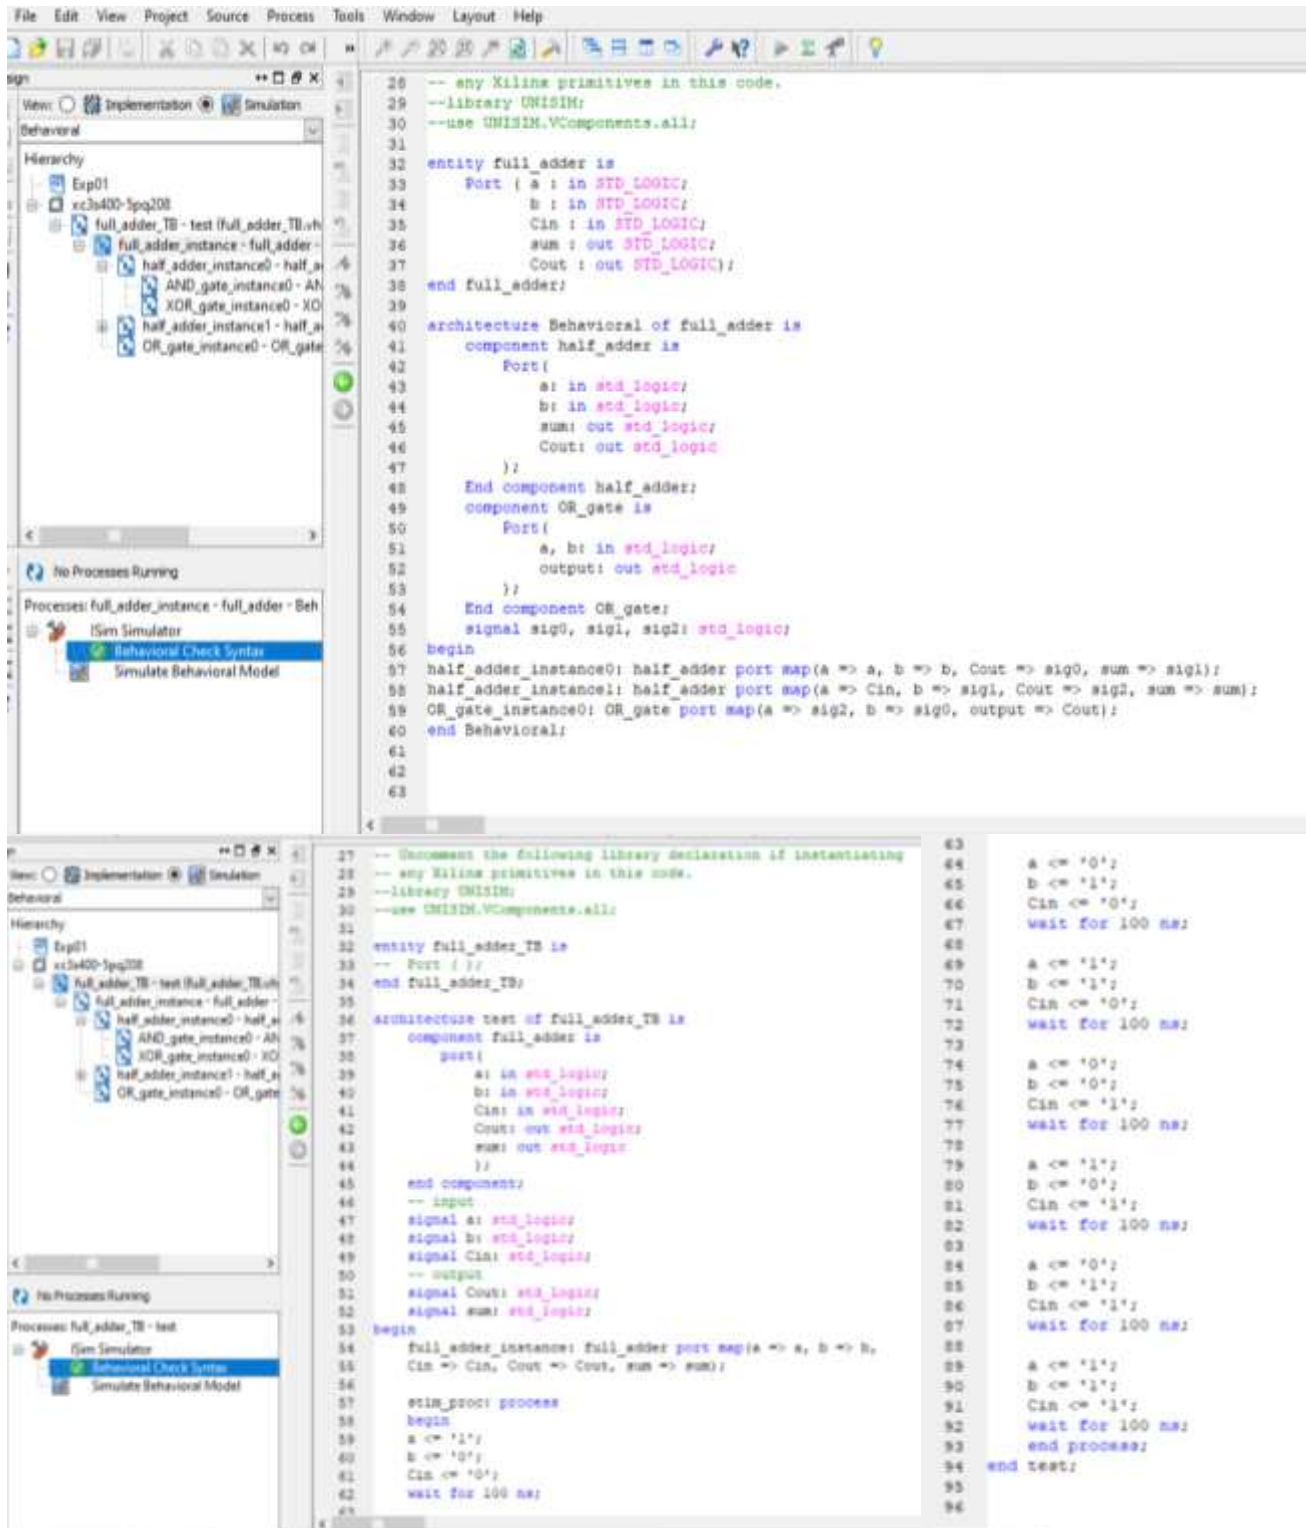 File Edit View Project Source Process Tools Window Layout Help
sign
View: Implementation Simulation
Behavioral
Hierarchy
Exp01
xc3s400-5pq208
full_adder_TB - test (full_adder_TB.vh
full_adder_instance - full_adder -
half_adder_instance0 - half_a
AND_gate_instance0 - AN
XOR_gate_instance0 - XO
half_adder_instance1 - half_a
OR_gate_instance0 - OR_gate
No Processes Running
Processes: full_adder_instance - full_adder - Beh
ISim Simulator
Behavioral Check Syntax
Simulate Behavioral Model
28 -- any Xilinx primitives in this code.
29 --library UNISIM;
30 --use UNISIM.VComponents.all;
31
32 entity full_adder is
33 Port ( a : in STD_LOGIC;
34 b : in STD_LOGIC;
35 Cin : in STD_LOGIC;
36 sum : out STD_LOGIC;
37 Cout : out STD_LOGIC);
38 end full_adder;
39
40 architecture Behavioral of full_adder is
41 component half_adder is
42 Port(
43 a: in std_logic;
44 b: in std_logic;
45 sum: out std_logic;
46 Cout: out std_logic
47 );
48 End component half_adder;
49 component OR_gate is
50 Port(
51 a, b: in std_logic;
52 output: out std_logic
53 );
54 End component OR_gate;
55 signal sig0, sig1, sig2: std_logic;
56 begin
57 half_adder_instance0: half_adder port map(a => a, b => b, Cout => sig0, sum => sig1);
58 half_adder_instance1: half_adder port map(a => Cin, b => sig1, Cout => sig2, sum => sum);
59 OR_gate_instance0: OR_gate port map(a => sig2, b => sig0, output => Cout);
60 end Behavioral;
61
62
63
View: Implementation Simulation
Behavioral
Hierarchy
Exp01
xc3s400-5pq208
full_adder_TB - test (full_adder_TB.vh
full_adder_instance - full_adder -
half_adder_instance0 - half_a
AND_gate_instance0 - AN
XOR_gate_instance0 - XO
half_adder_instance1 - half_a
OR_gate_instance0 - OR_gate
No Processes Running
Processes: full_adder_TB - test
ISim Simulator
Behavioral Check Syntax
Simulate Behavioral Model
27 -- Uncomment the following library declaration if instantiating
28 -- any Xilinx primitives in this code.
29 --library UNISIM;
30 --use UNISIM.VComponents.all;
31
32 entity full_adder_TB is
33 -- Port ( );
34 end full_adder_TB;
35
36 architecture test of full_adder_TB is
37 component full_adder is
38 port(
39 a: in std_logic;
40 b: in std_logic;
41 Cin: in std_logic;
42 Cout: out std_logic;
43 sum: out std_logic
44 );
45 end component;
46 -- input
47 signal a: std_logic;
48 signal b: std_logic;
49 signal Cin: std_logic;
50 -- output
51 signal Cout: std_logic;
52 signal sum: std_logic;
53 begin
54 full_adder_instance: full_adder port map(a => a, b => b,
55 Cin => Cin, Cout => Cout, sum => sum);
56
57 stim_proc: process
58 begin
59 a <= '1';
60 b <= '0';
61 Cin <= '0';
62 wait for 100 ns;
63
63
64 a <= '0';
65 b <= '1';
66 Cin <= '0';
67 wait for 100 ns;
68
69 a <= '1';
70 b <= '1';
71 Cin <= '0';
72 wait for 100 ns;
73
74 a <= '0';
75 b <= '0';
76 Cin <= '1';
77 wait for 100 ns;
78
79 a <= '1';
80 b <= '0';
81 Cin <= '1';
82 wait for 100 ns;
83
84 a <= '0';
85 b <= '1';
86 Cin <= '1';
87 wait for 100 ns;
88
89 a <= '1';
90 b <= '1';
91 Cin <= '1';
92 wait for 100 ns;
93 end process;
94 end test;
95
96